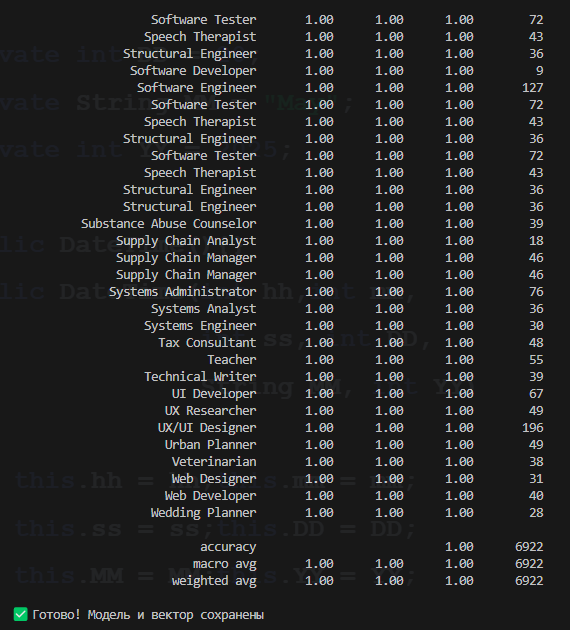 Software Tester 1.00 1.00 1.00 72
Speech Therapist 1.00 1.00 1.00 43
Structural Engineer 1.00 1.00 1.00 36
Software Developer 1.00 1.00 1.00 9
Software Engineer 1.00 1.00 1.00 127
Software Tester 1.00 1.00 1.00 72
Speech Therapist 1.00 1.00 1.00 43
Structural Engineer 1.00 1.00 1.00 36
Software Tester 1.00 1.00 1.00 72
Speech Therapist 1.00 1.00 1.00 43
Structural Engineer 1.00 1.00 1.00 36
Structural Engineer 1.00 1.00 1.00 36
Substance Abuse Counselor 1.00 1.00 1.00 39
Supply Chain Analyst 1.00 1.00 1.00 18
Supply Chain Manager 1.00 1.00 1.00 46
Supply Chain Manager 1.00 1.00 1.00 46
Systems Administrator 1.00 1.00 1.00 76
Systems Analyst 1.00 1.00 1.00 36
Systems Engineer 1.00 1.00 1.00 30
Tax Consultant 1.00 1.00 1.00 48
Teacher 1.00 1.00 1.00 55
Technical Writer 1.00 1.00 1.00 39
UI Developer 1.00 1.00 1.00 67
UX Researcher 1.00 1.00 1.00 49
UX/UI Designer 1.00 1.00 1.00 196
Urban Planner 1.00 1.00 1.00 49
Veterinarian 1.00 1.00 1.00 38
Web Designer 1.00 1.00 1.00 31
Web Developer 1.00 1.00 1.00 40
Wedding Planner 1.00 1.00 1.00 28
accuracy 1.00 6922
macro avg 1.00 1.00 1.00 6922
weighted avg 1.00 1.00 1.00 6922
✅ Готово! Модель и вектор сохранены